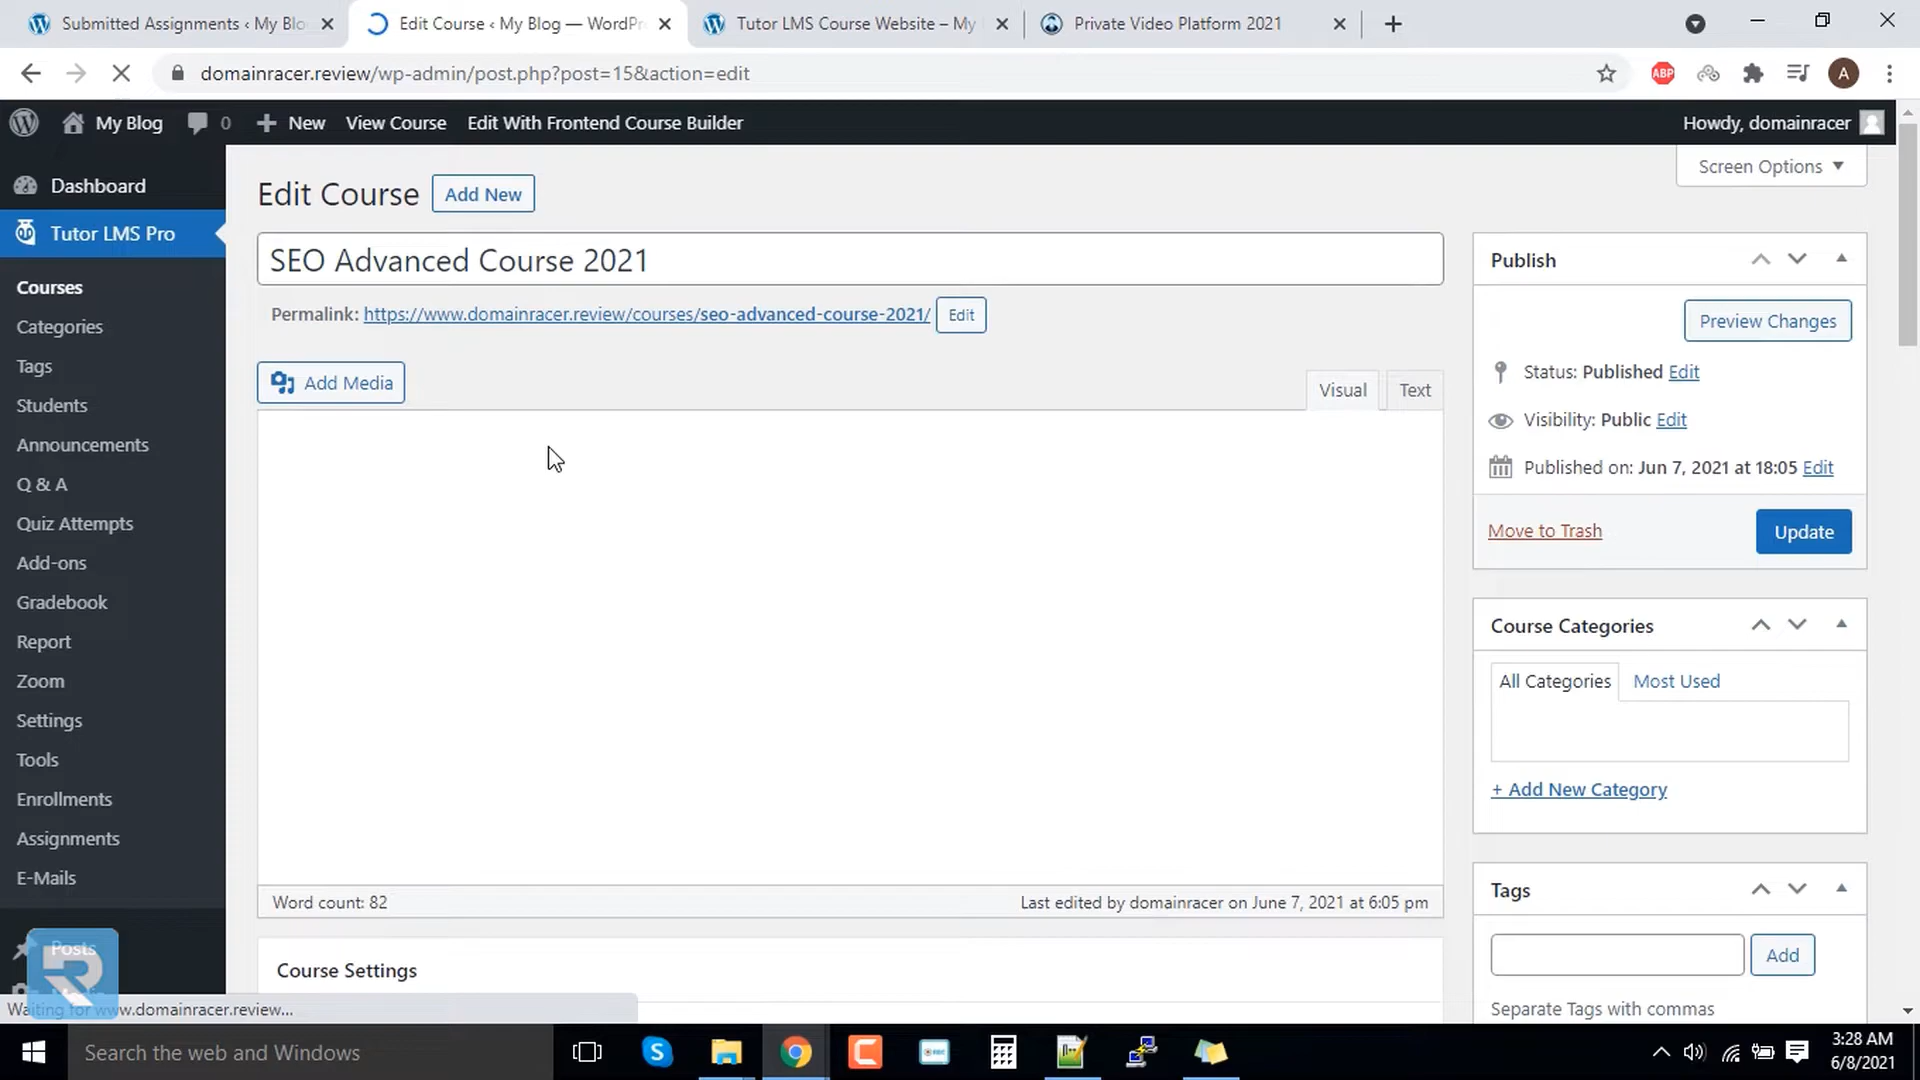 Submitted Assignments ‹ My Blo
Edit Course ‹ My Blog — WordPr
Tutor LMS Course Website – My
Private Video Platform 2021
domainracer.review/wp-admin/post.php?post=15&action=edit
ABP
A
My Blog
0
New
View Course
Edit With Frontend Course Builder
Howdy, domainracer
Screen Options
Dashboard
Tutor LMS Pro
Courses
Categories
Tags
Students
Announcements
Q & A
Quiz Attempts
Add-ons
Gradebook
Report
Zoom
Settings
Tools
Enrollments
Assignments
E-Mails
Posts
Edit Course
Add New
SEO Advanced Course 2021
Permalink: https://www.domainracer.review/courses/seo-advanced-course-2021/ Edit
Add Media
Visual
Text
Word count: 82
Last edited by domainracer on June 7, 2021 at 6:05 pm
Course Settings
Publish
Preview Changes
Status: Published Edit
Visibility: Public Edit
Published on: Jun 7, 2021 at 18:05 Edit
Move to Trash
Update
Course Categories
All Categories
Most Used
+ Add New Category
Tags
Add
Separate Tags with commas
Waiting for www.domainracer.review...
Search the web and Windows
3:28 AM
6/8/2021